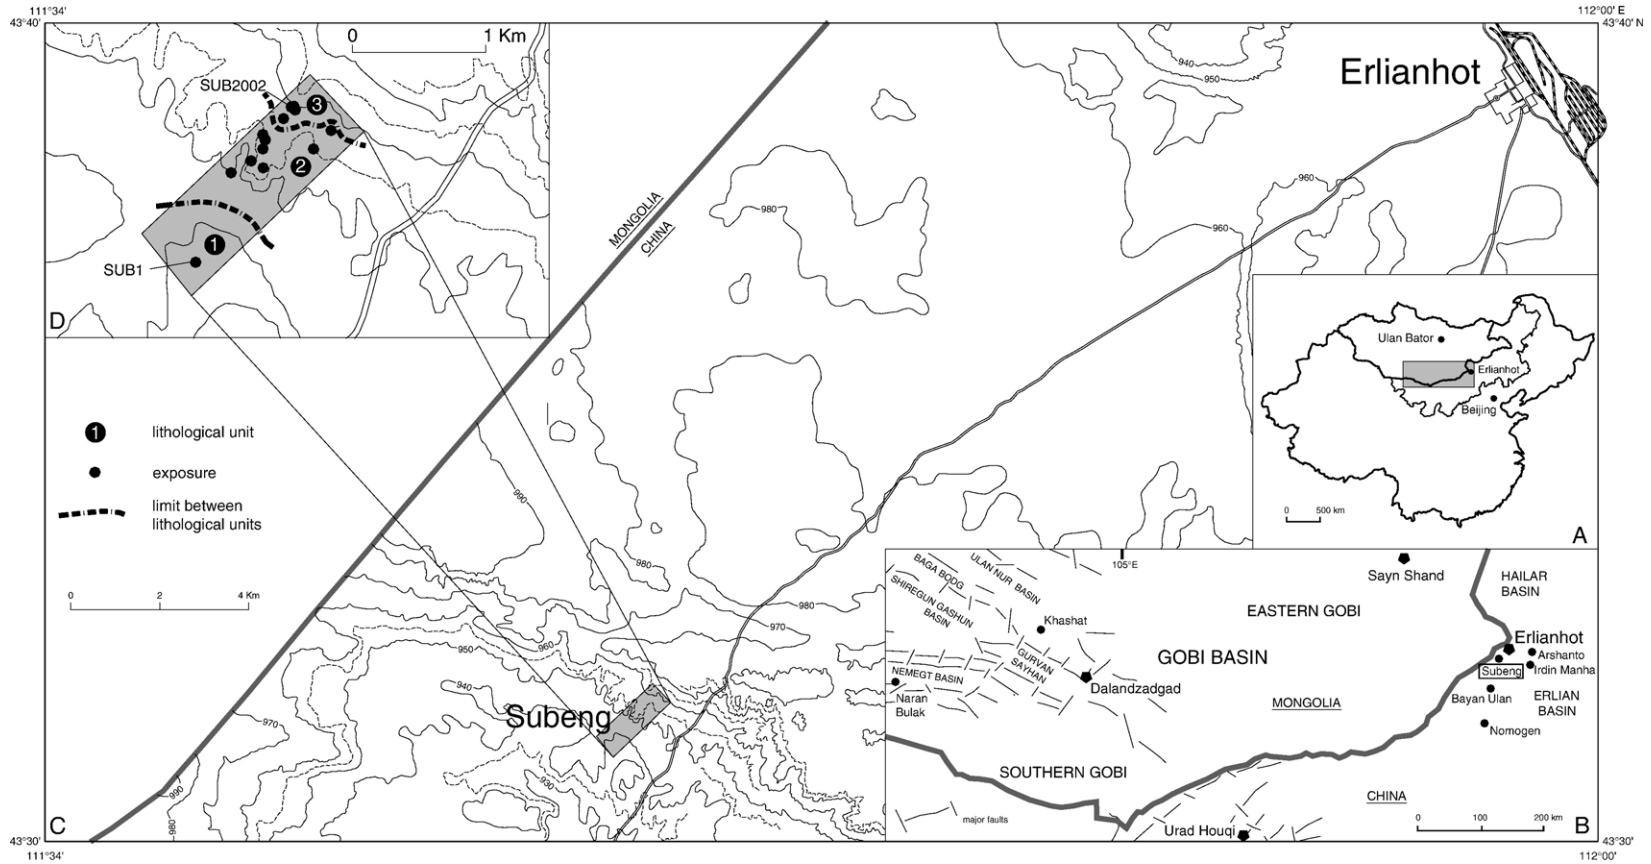 111°34'
112°00' E
43°40'
43°40' N
0
1 Km
SUB2002
3
2
1
SUB1
D
MONGOLIA
CHINA
Erlianhot
940
950
960
960
980
990
980
980
970
960
950
940
930
970
990
980
1
lithological unit
exposure
limit between
lithological units
0
2
4 Km
Subeng
C
Ulan Bator
Erlianhot
Beijing
0
500 km
A
105°E
BAGA BODG
ULAN NUR BASIN
SHIREGUN GASHUN
BASIN
Khashat
GURVAN
SAYHAN
NEMEGT BASIN
Naran
Bulak
Dalandzadgad
GOBI BASIN
EASTERN GOBI
Sayn Shand
HAILAR
BASIN
Erlianhot
Arshanto
Irdin Manha
Subeng
Bayan Ulan
ERLIAN
BASIN
Nomogen
MONGOLIA
SOUTHERN GOBI
CHINA
major faults
Urad Houqi
0
100
200 km
B
43°30'
43°30'
111°34'
112°00'